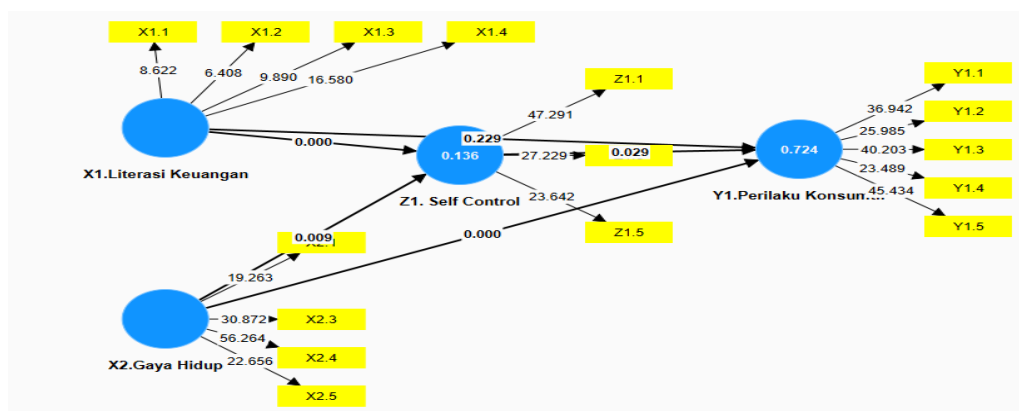 X1.1
X1.2
X1.3
X1.4
8.622
6.408
9.890
16.580
X1.Literasi Keuangan
0.000
0.229
0.136
Z1. Self Control
47.291
27.229
23.642
Z1.1
0.029
Z1.5
0.724
Y1.Perilaku Konsum....
36.942
25.985
40.203
23.489
45.434
Y1.1
Y1.2
Y1.3
Y1.4
Y1.5
0.009
0.000
19.263
30.872
56.264
22.656
X2.Gaya Hidup
X2.3
X2.4
X2.5